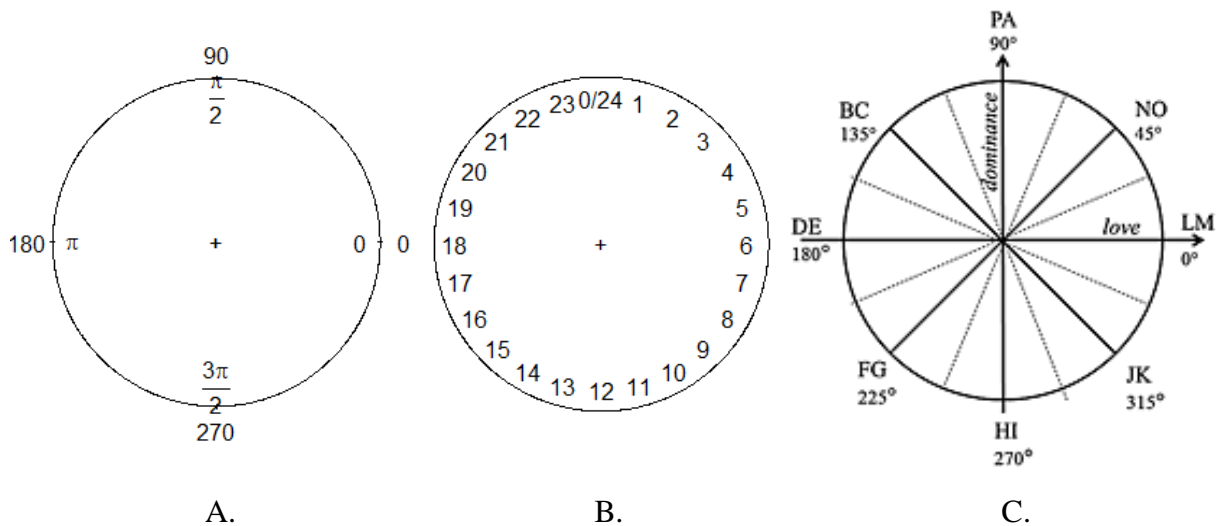 90
π
2
180 π 0 0
3π
2
270
A.
0/24
1
2
3
4
5
6
7
8
9
10
11
12
13
14
15
16
17
18
19
20
21
22
23
B.
PA
90°
NO
45°
LM
0°
JK
315°
HI
270°
FG
225°
DE
180°
BC
135°
dominance
love
C.